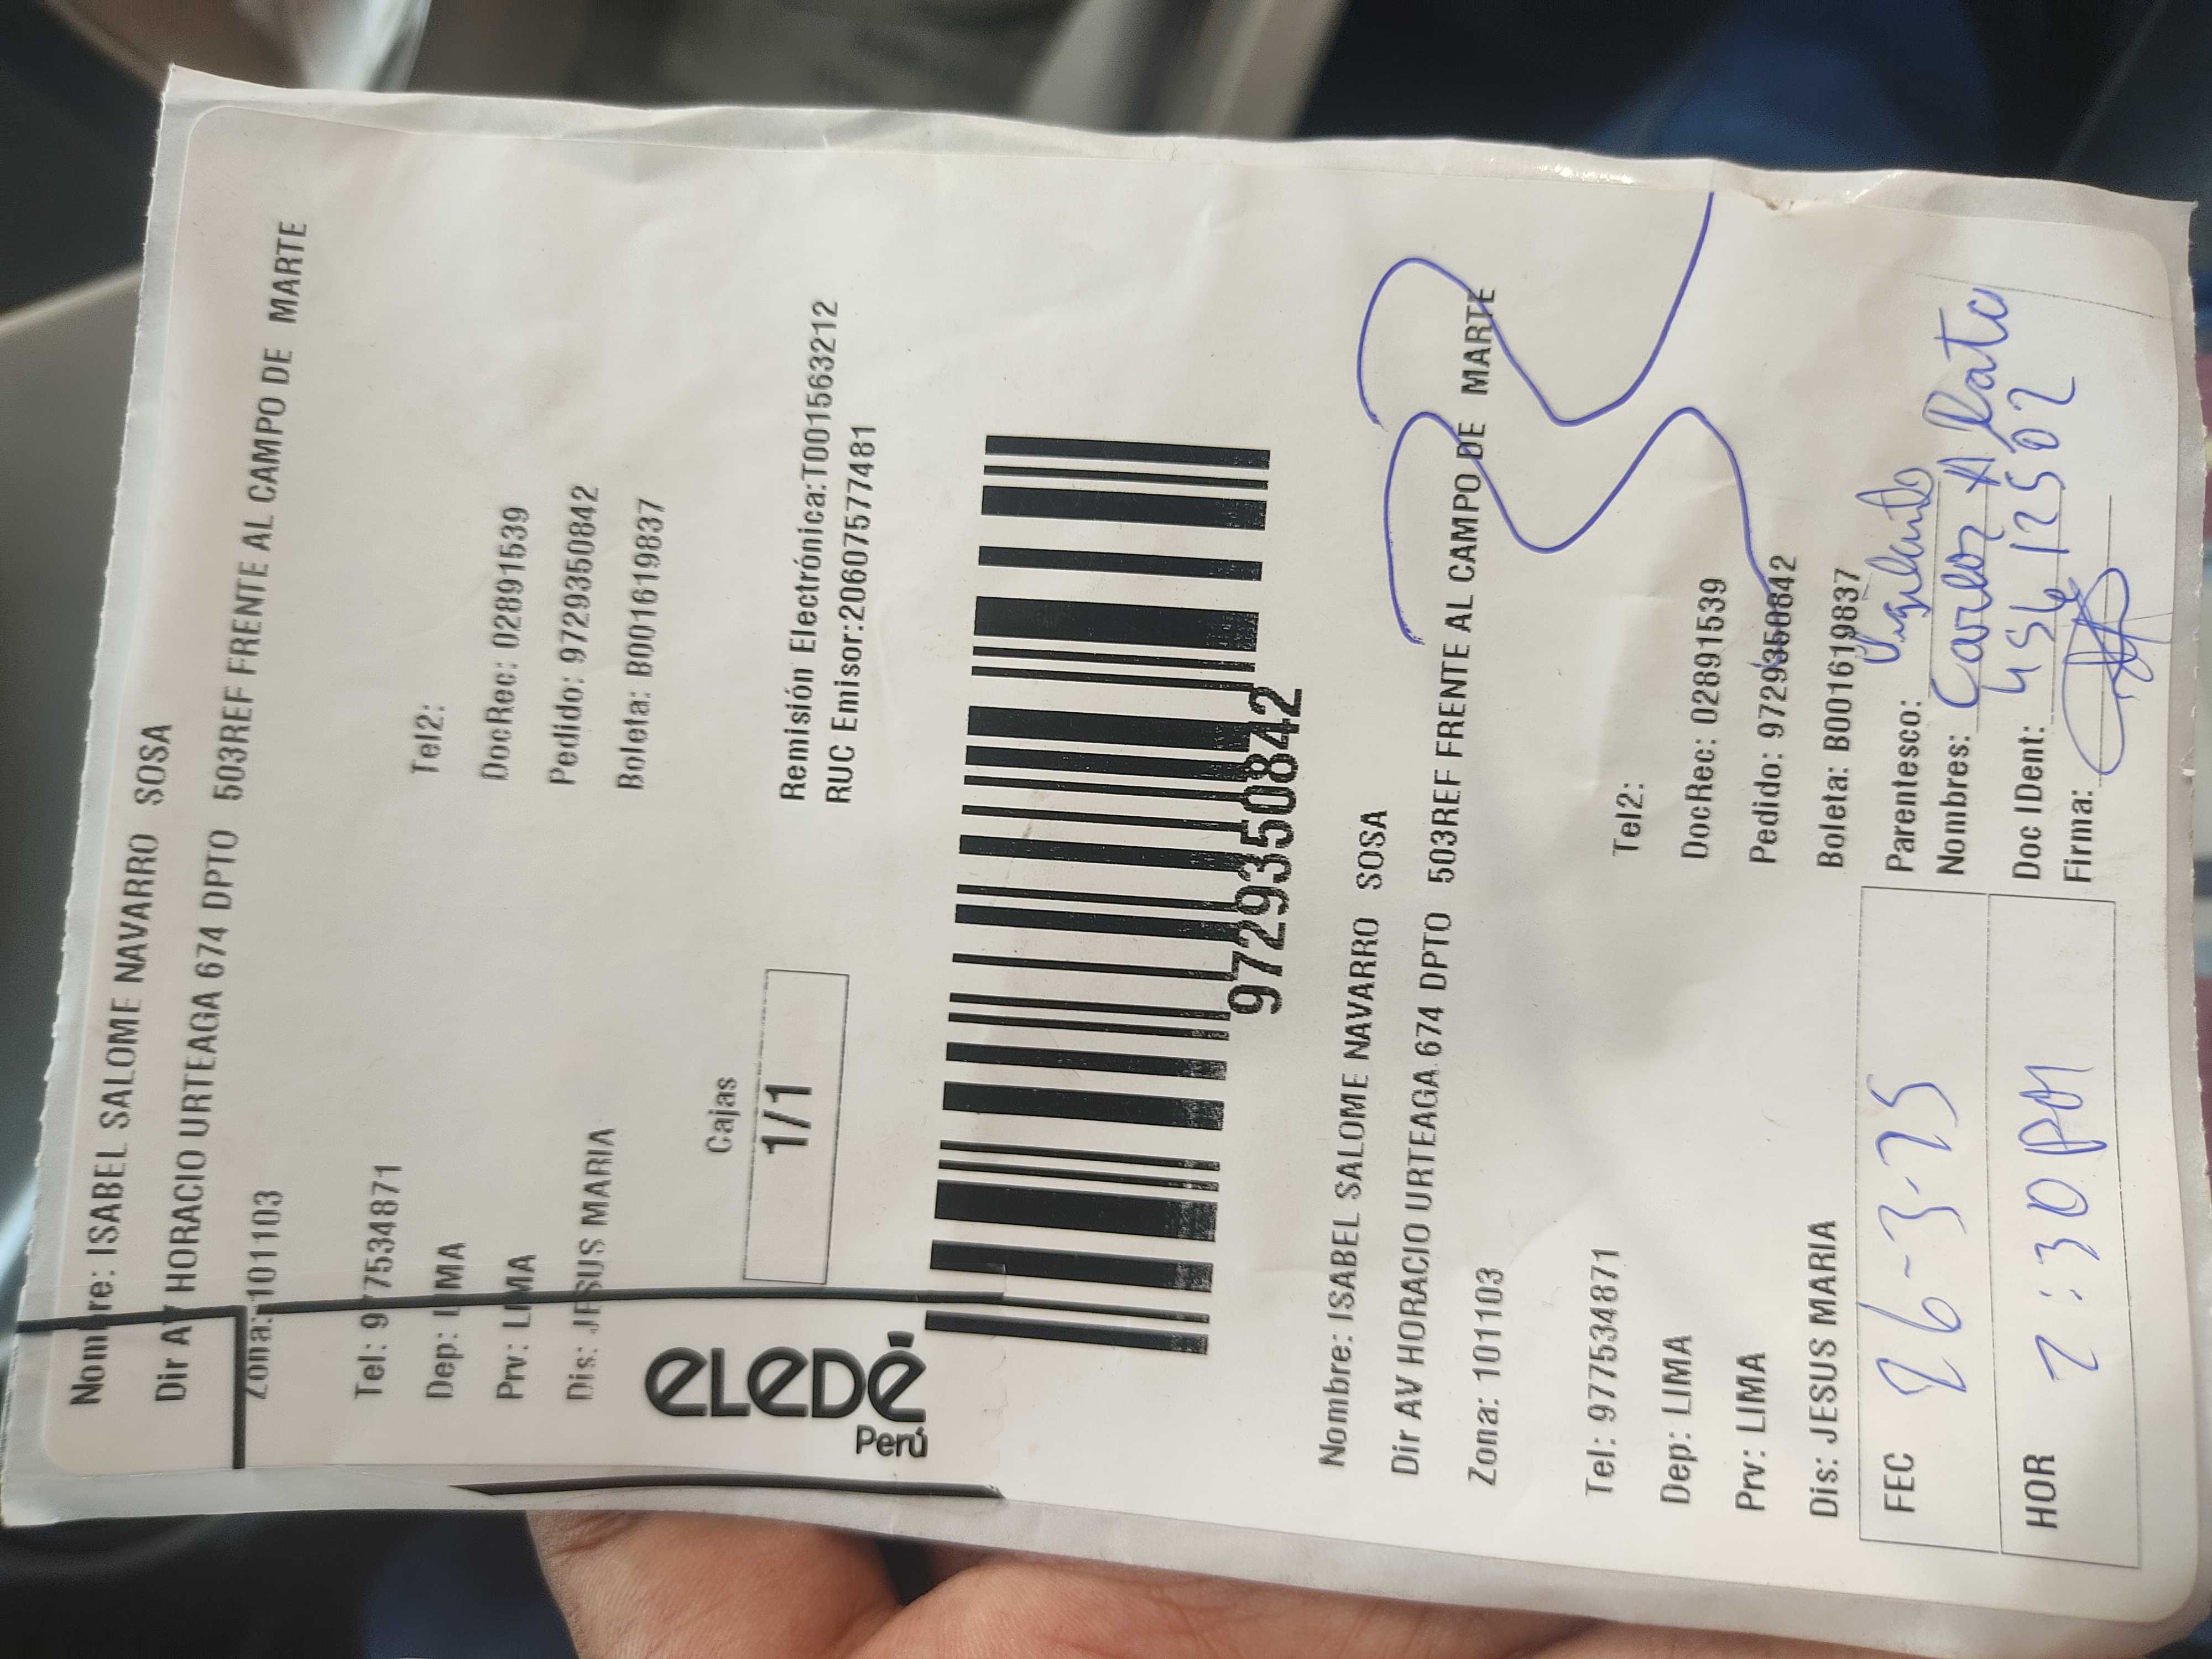 Nombre: ISABEL SALOME NAVARRO SOSA
Dir AV HORACIO URTEAGA 674 DPTO 503REF FRENTE AL CAMPO DE MARTE
Zona: 101103
Tel: 977534871 Tel2:
Dep: LIMA DocRec: 02891539
Prv: LIMA Pedido: 972935350842
Dis: JESUS MARIA Boleta: B001619837
Cajas
1/1
Remisión Electrónica:T001563212
RUC Emisor:20607577481
eLeDé
Perú
9729350842
Nombre: ISABEL SALOME NAVARRO SOSA
Dir AV HORACIO URTEAGA 674 DPTO 503REF FRENTE AL CAMPO DE MARTE
Zona: 101103
Tel: 977534871 Tel2:
Dep: LIMA DocRec: 02891539
Prv: LIMA Pedido: 9729350842
Dis: JESUS MARIA Boleta: B001619837
FEC 26-3-25
Parentesco: Vigilante
Nombres: Carlos A
HOR 2:30 PM
Doc IDent:
Firma: